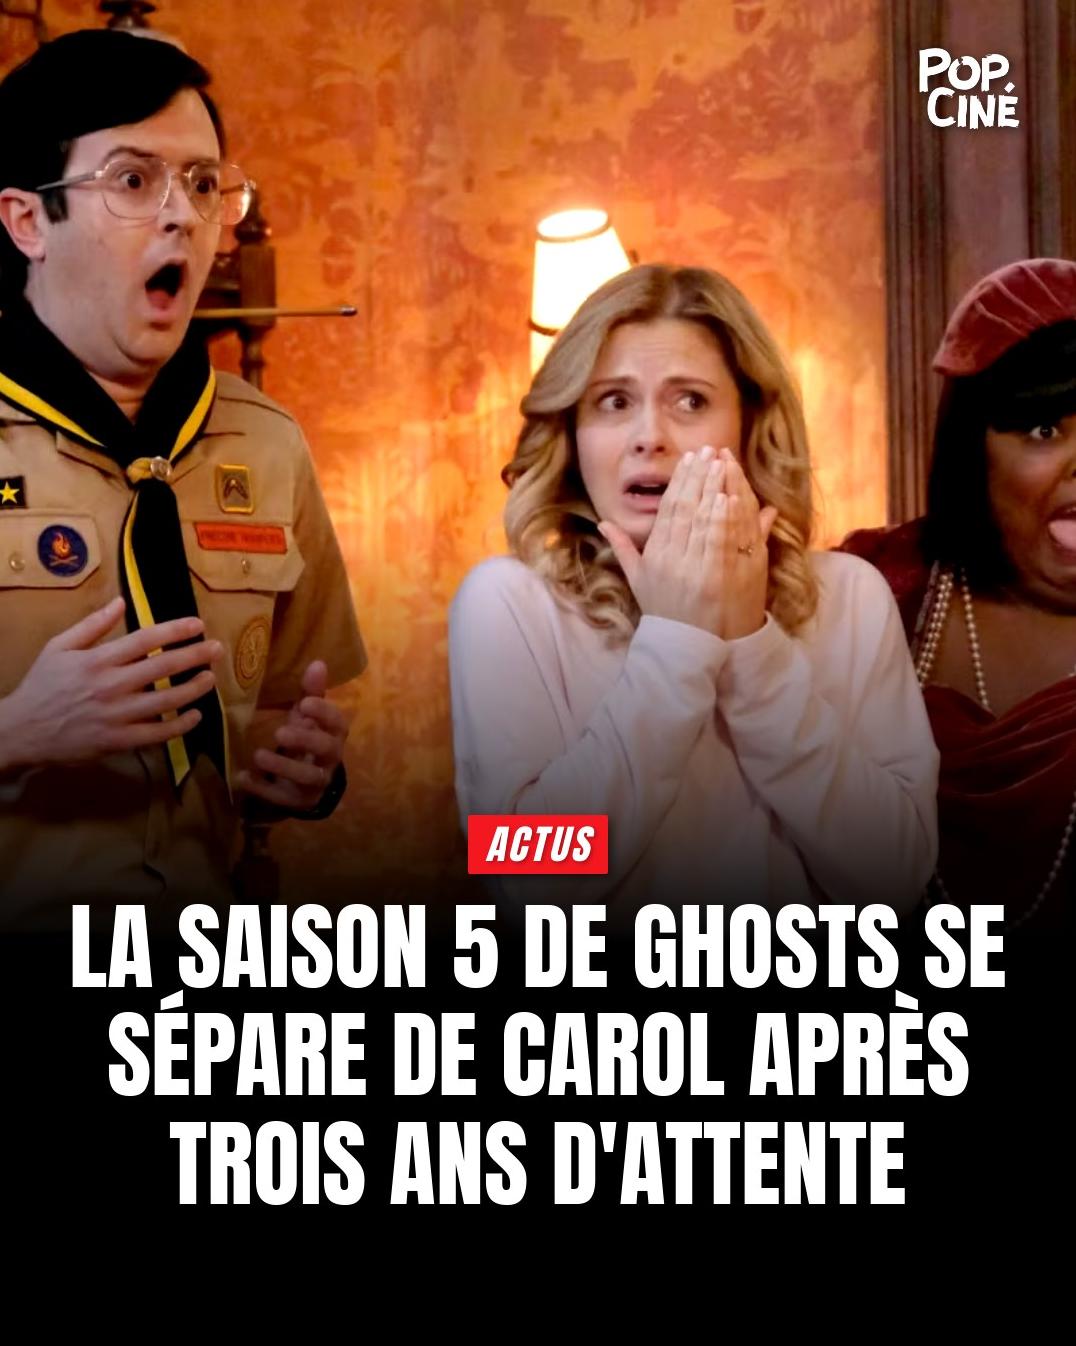 POP.
CINÉ
ACTUS
LA SAISON 5 DE GHOSTS SE
SÉPARE DE CAROL APRÈS
TROIS ANS D'ATTENTE